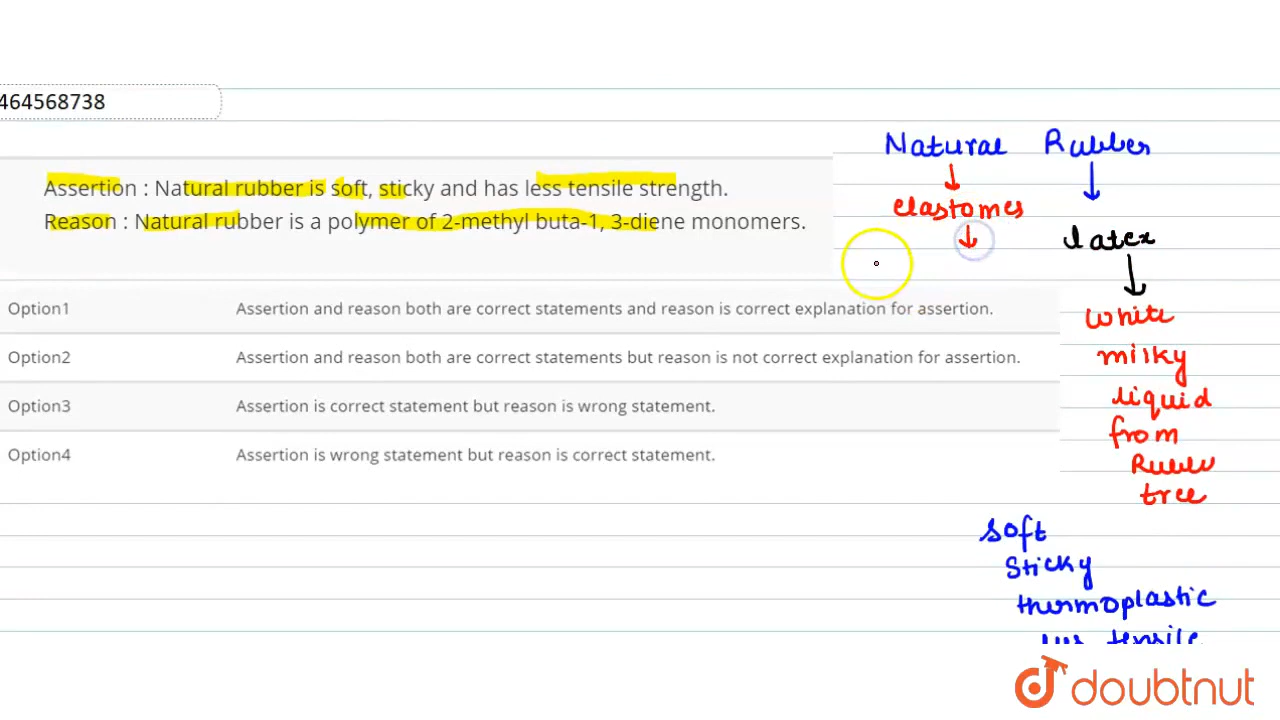 464568738
Assertion : Natural rubber is soft, sticky and has less tensile strength.
Reason : Natural rubber is a polymer of 2-methyl buta-1, 3-diene monomers.
Option1 Assertion and reason both are correct statements and reason is correct explanation for assertion.
Option2 Assertion and reason both are correct statements but reason is not correct explanation for assertion.
Option3 Assertion is correct statement but reason is wrong statement.
Option4 Assertion is wrong statement but reason is correct statement.
Natural Rubber
elastomes
latex
white
milky
liquid
from
Rubber
tree
soft
Sticky
thermoplastic
tensile
doubtnut